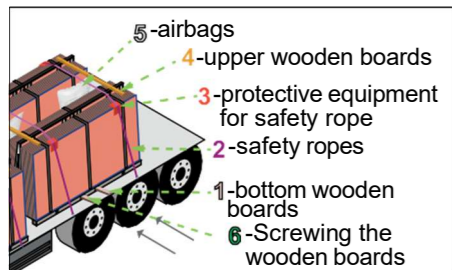 5-airbags
4-upper wooden boards
3-protective equipment
for safety rope
2-safety ropes
1-bottom wooden
boards
6-Screwing the
wooden boards